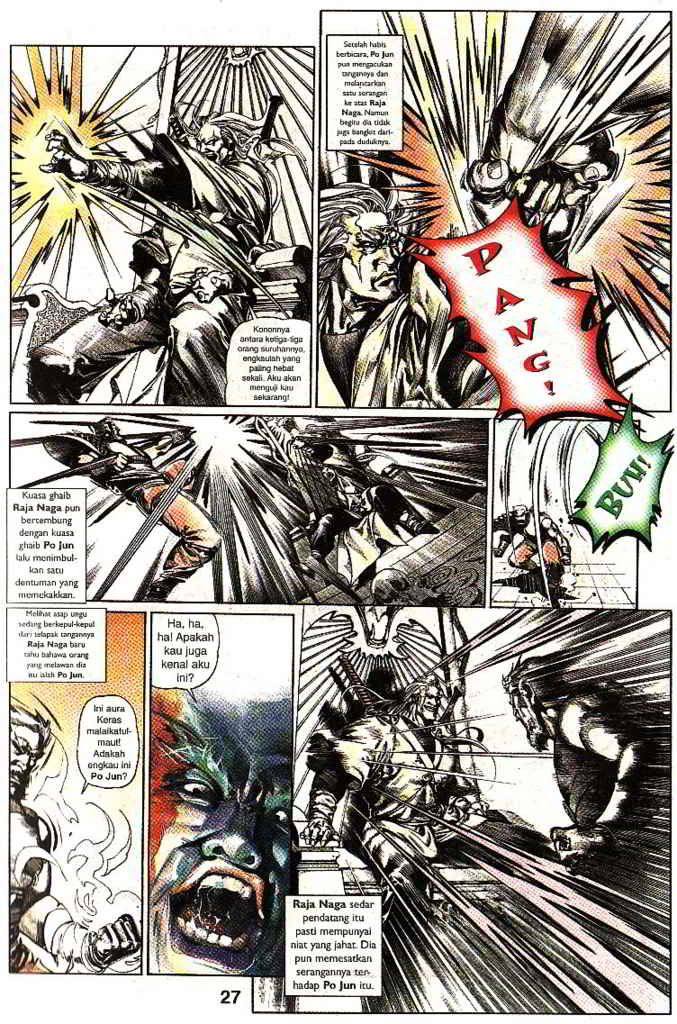 Kononnya
antara ketiga-tiga
orang suruhannya,
engkaulah yang
paling hebat
sekali. Aku akan
menguji kau
sekarang!
Setelah habis
berbicara, Po Jun
pun mengacukan
tangannya dan
melancarkan
satu serangan
ke atas Raja
Naga. Namun
begitu dia tidak
juga bangkit dari-
pada duduknya.
PANG!
Kuasa ghaib
Raja Naga pun
bertembung
dengan kuasa
ghaib Po Jun
lalu menimbul-
kan satu
dentuman yang
memekakkan.
BUH!
Melihat asap ungu
sedang berkepul-kepul
dari telapak tangannya
Raja Naga baru
tahu bahawa orang
yang melawan dia
itu ialah Po Jun.
Ini aura
Keras
malaikatul-
maut!
Adakah
engkau ini
Po Jun?
Ha, ha,
ha! Apakah
kau juga
kenal aku
ini?
Raja Naga sedar
pendatang itu
pasti mempunyai
niat yang jahat. Dia
pun memesatkan
serangannya ter-
hadap Po Jun itu.
27